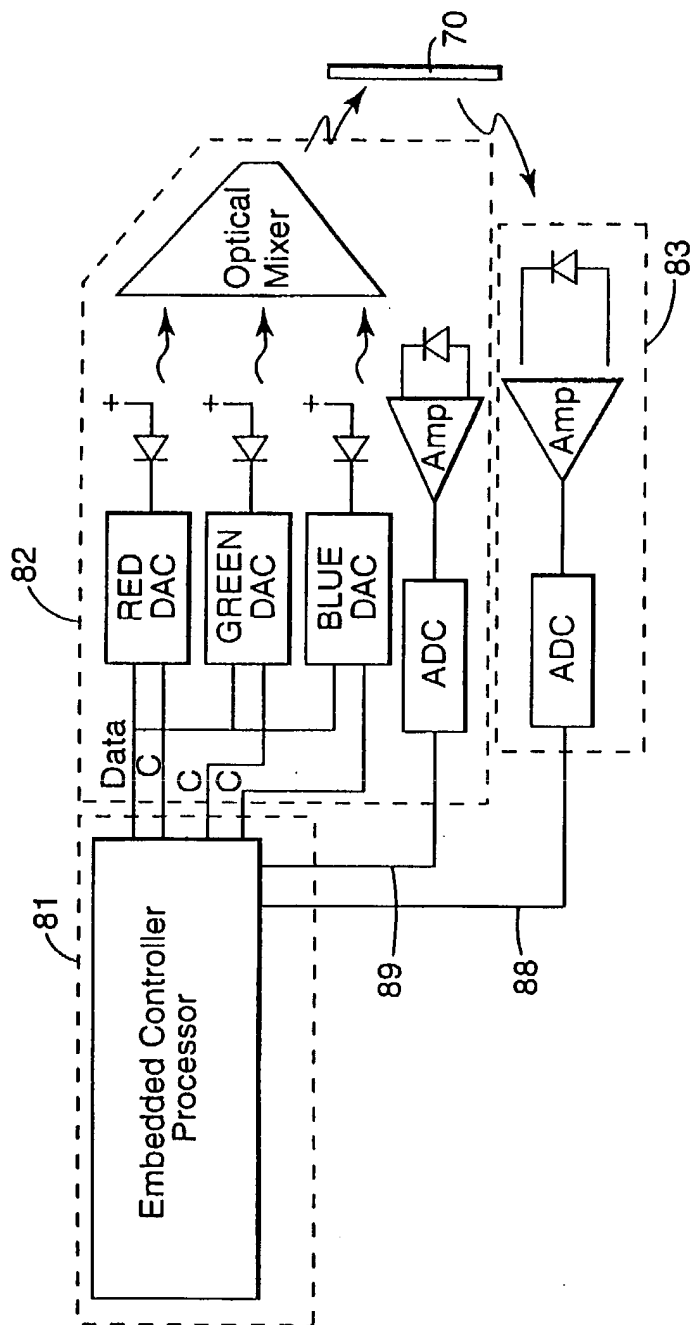 81
82
Embedded Controller
Processor
Data
C
C
C
RED
DAC
GREEN
DAC
BLUE
DAC
Optical
Mixer
ADC
Amp
ADC
Amp
70
89
88
83